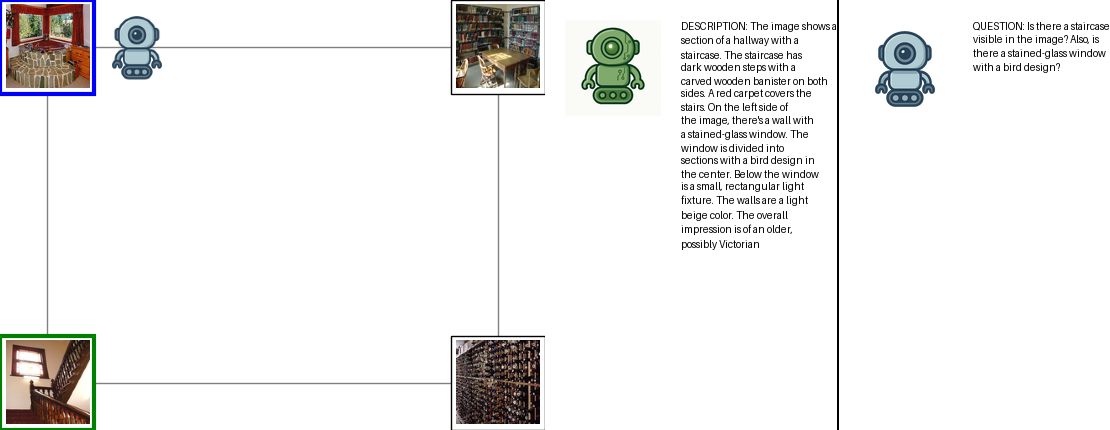 DESCRIPTION: The image shows a
section of a hallway with a
staircase. The staircase has
dark wooden steps with a
carved wooden banister on both
sides. A red carpet covers the
stairs. On the left side of
the image, there's a wall with
a stained-glass window. The
window is divided into
sections with a bird design in
the center. Below the window
is a small, rectangular light
fixture. The walls are a light
beige color. The overall
impression is of an older,
possibly Victorian
QUESTION: Is there a staircase
visible in the image? Also, is
there a stained-glass window
with a bird design?